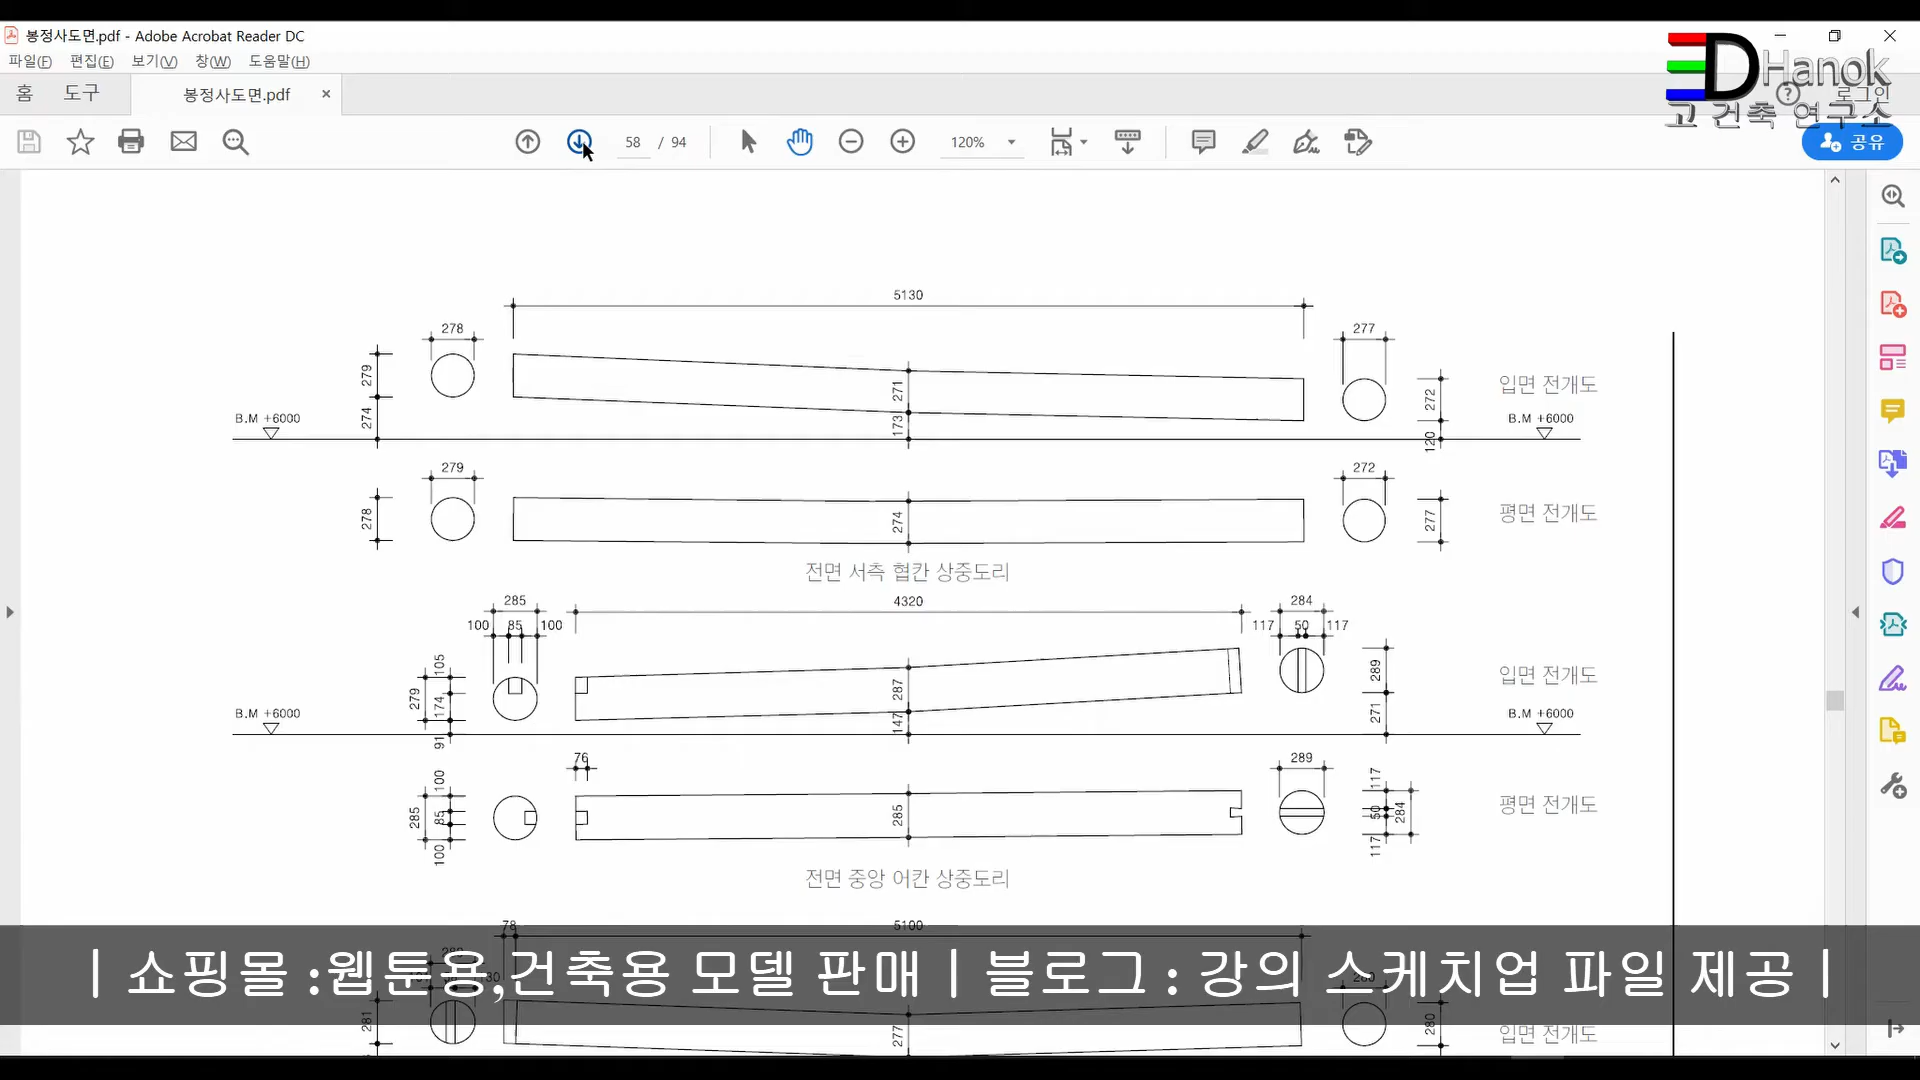 봉정사도면.pdf - Adobe Acrobat Reader DC
파일(F) 편집(E) 보기(V) 창(W) 도움말(H)
홈 도구 봉정사도면.pdf ×
로그인
3D Hanok
고 건축 연구소
58 / 94 120%
공유
5130
278 277
279 274 271 173 272 120
입면 전개도
B.M +6000 B.M +6000
279 272
278 274 277
평면 전개도
전면 서측 협칸 상중도리
285 4320 284
100 85 100 117 50 117
279 105 174 91 287 147 289 271
입면 전개도
B.M +6000 B.M +6000
76 289
285 100 85 100 285 117 50 117 284
평면 전개도
전면 중앙 어칸 상중도리
78 5100
| 쇼핑몰 :웹툰용,건축용 모델 판매 | 블로그 : 강의 스케치업 파일 제공 |
281 277 280
입면 전개도